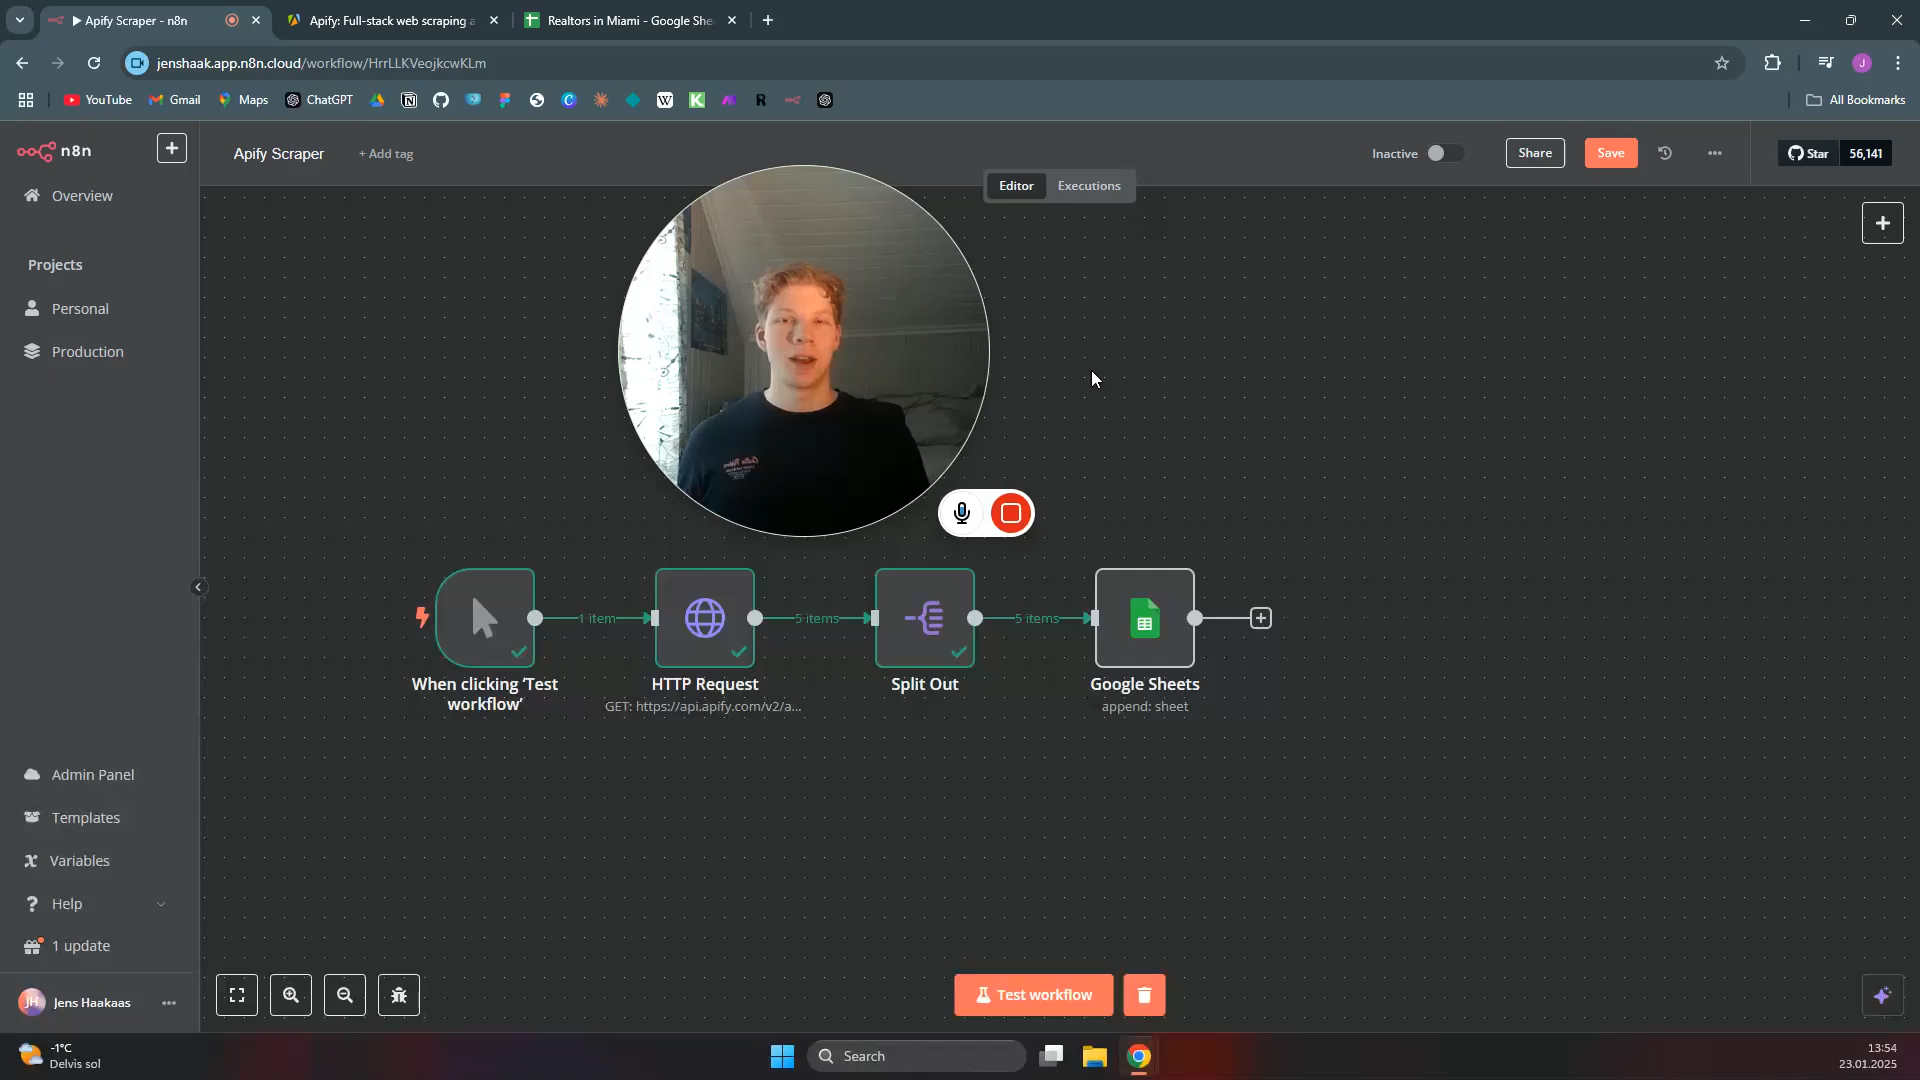 Apify Scraper - n8n
Apify: Full-stack web scraping a
Realtors in Miami - Google She
jenshaak.app.n8n.cloud/workflow/HrrLLKVeojkcwKLm
YouTube
Gmail
Maps
ChatGPT
All Bookmarks
n8n
Apify Scraper
+ Add tag
Inactive
Share
Save
Star
56,141
Editor
Executions
Overview
Projects
Personal
Production
1 item
5 items
5 items
When clicking ‘Test
workflow’
HTTP Request
GET: https://api.apify.com/v2/a...
Split Out
Google Sheets
append: sheet
Admin Panel
Templates
Variables
Help
1 update
JH
Jens Haakaas
Test workflow
-1°C
Delvis sol
Search
13:54
23.01.2025